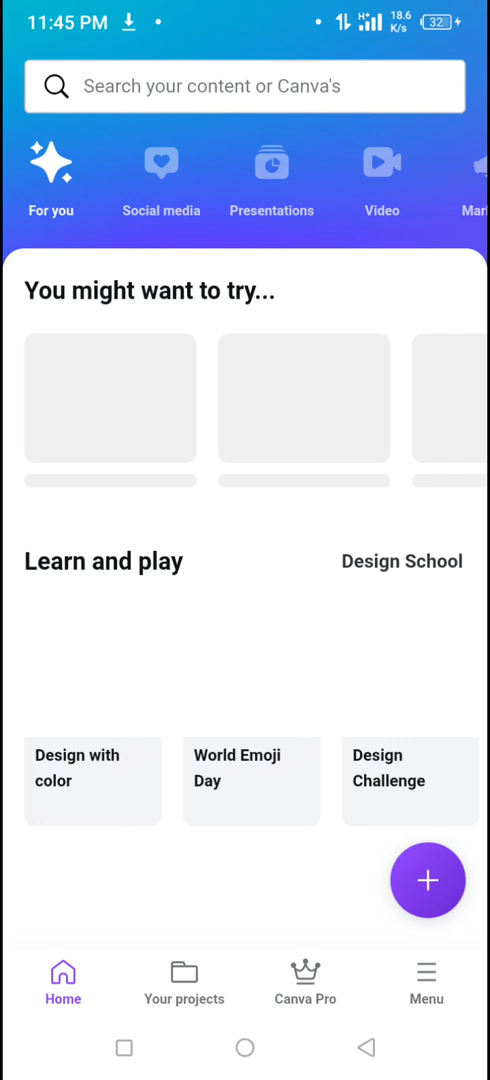 11:45 PM
H+ 18.6 K/s 32
Search your content or Canva's
For you Social media Presentations Video Mar
You might want to try...
Learn and play Design School
Design with color
World Emoji Day
Design Challenge
Home Your projects Canva Pro Menu